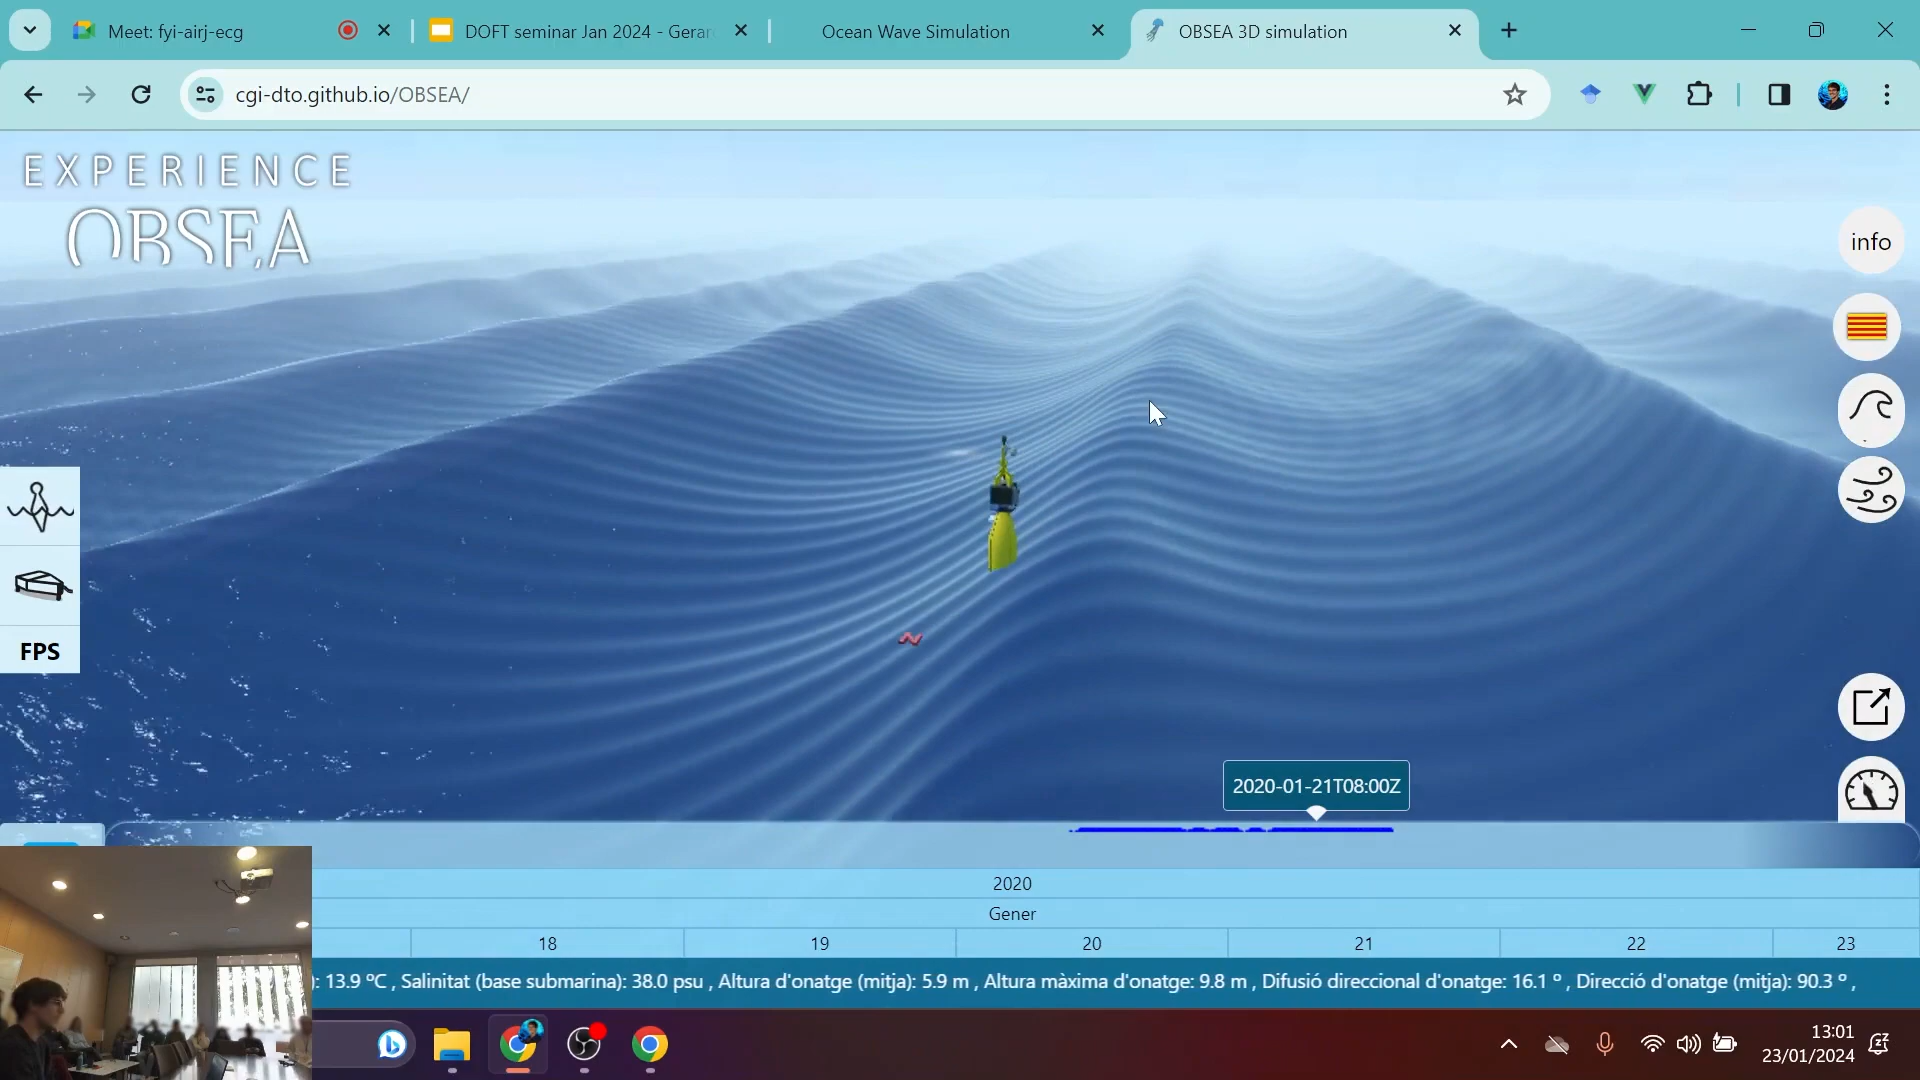 Meet: fyi-airj-ecg
DOFT seminar Jan 2024 - Gerar
Ocean Wave Simulation
OBSEA 3D simulation
cgi-dto.github.io/OBSEA/
EXPERIENCE
OBSEA
info
FPS
2020-01-21T08:00Z
2020
Gener
18 19 20 21 22 23
): 13.9 ºC , Salinitat (base submarina): 38.0 psu , Altura d'onatge (mitja): 5.9 m , Altura màxima d'onatge: 9.8 m , Difusió direccional d'onatge: 16.1 º , Direcció d'onatge (mitja): 90.3 º ,
13:01
23/01/2024